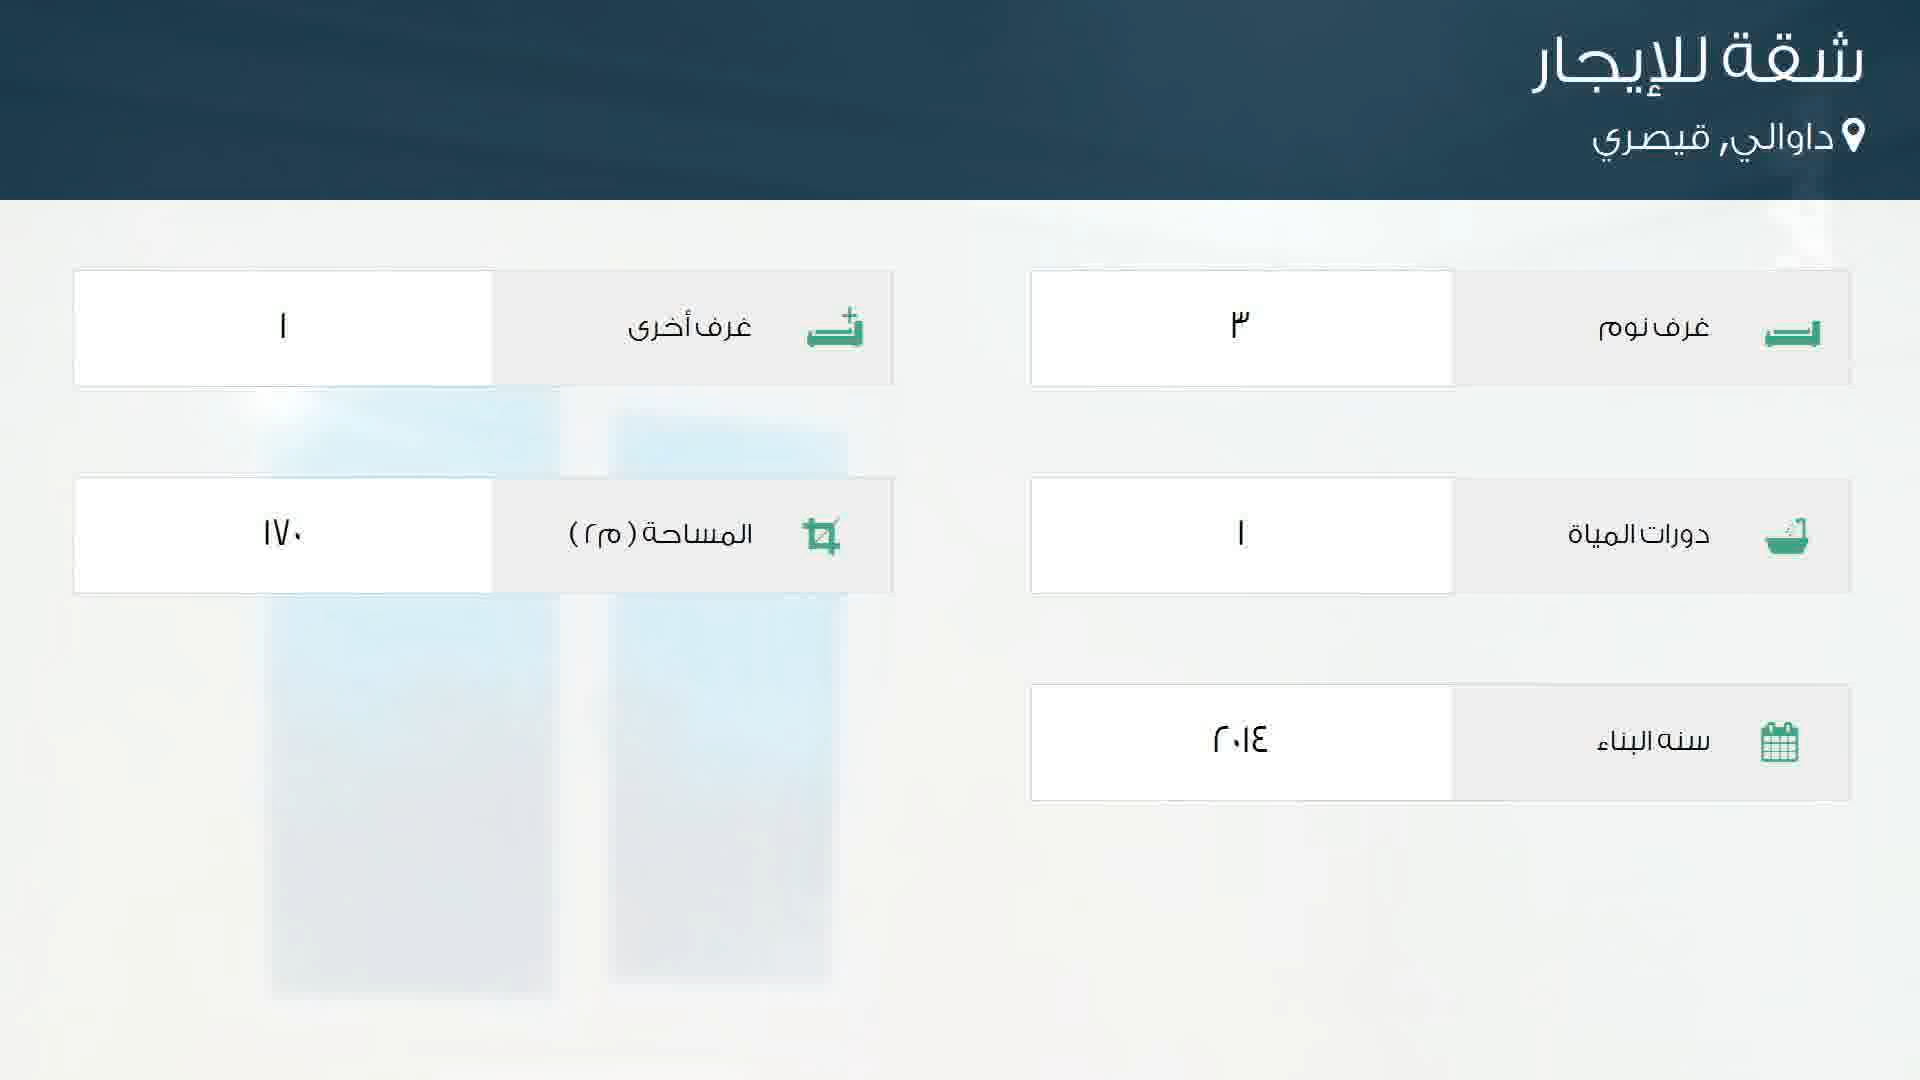 شقة للإيجار
داوالي, قيصري
غرف نوم ٣
غرف أخرى ١
دورات المياة ١
المساحة (م٢) ١٧٠
سنه البناء ٢٠١٤